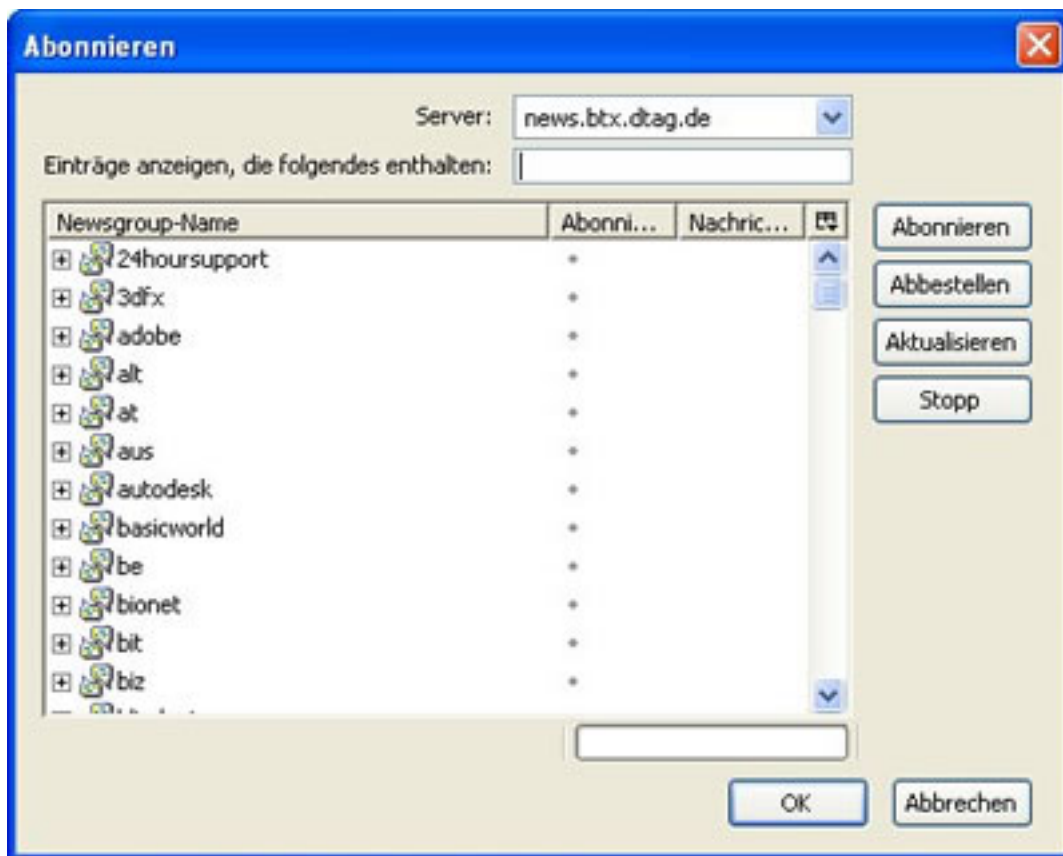 Abonnieren
Server: news.btx.dtag.de
Einträge anzeigen, die folgendes enthalten:
Newsgroup-Name Abonni... Nachric...
24hoursupport
3dfx
adobe
alt
at
aus
autodesk
basicworld
be
bionet
bit
biz
Abonnieren
Abbestellen
Aktualisieren
Stopp
OK Abbrechen